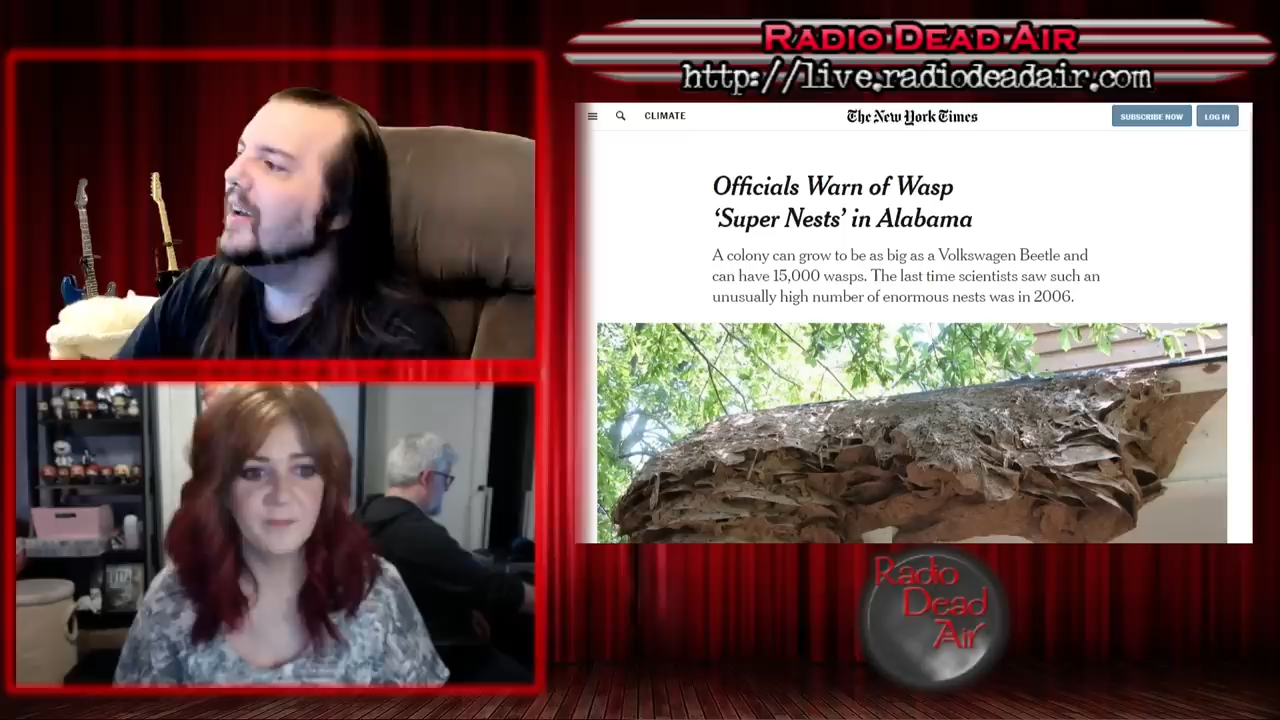 Radio Dead Air
http://live.radiodeadair.com
CLIMATE
The New York Times
SUBSCRIBE NOW
LOG IN
Officials Warn of Wasp
‘Super Nests’ in Alabama
A colony can grow to be as big as a Volkswagen Beetle and
can have 15,000 wasps. The last time scientists saw such an
unusually high number of enormous nests was in 2006.
Radio
Dead
Air